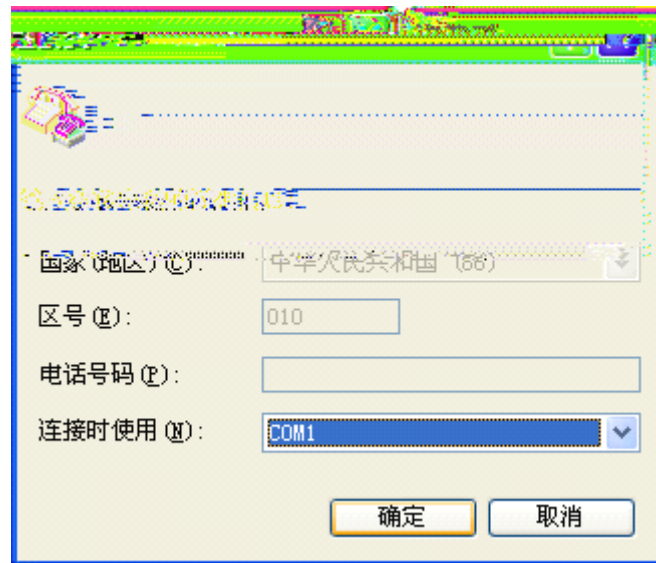 国家(地区)(C): 中华人民共和国 (86)
区号(E): 010
电话号码(P):
连接时使用(N): COM1
确定 取消